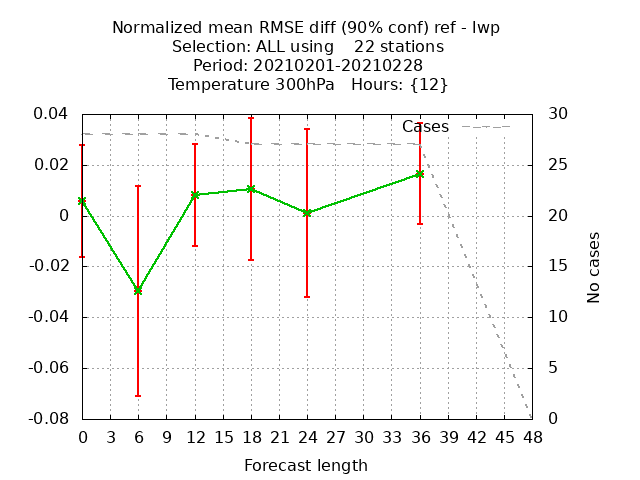 Normalized mean RMSE diff (90% conf) ref - lwp
Selection: ALL using    22 stations
Period: 20210201-20210228
Temperature 300hPa   Hours: {12}
Cases
0.04
0.02
0
-0.02
-0.04
-0.06
-0.08
30
25
20
15
10
5
0
No cases
0 3 6 9 12 15 18 21 24 27 30 33 36 39 42 45 48
Forecast length